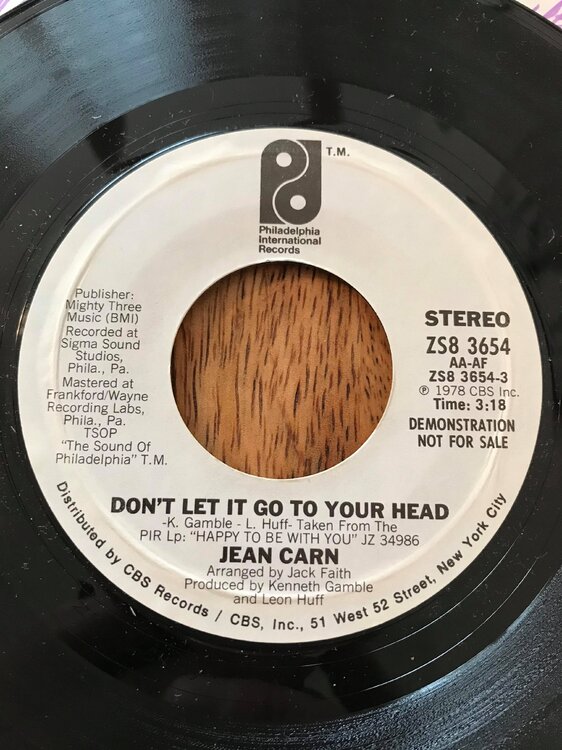 T.M.
Philadelphia
International
Records
Publisher:
Mighty Three
Music (BMI)
Recorded at
Sigma Sound
Studios,
Phila., Pa.
Mastered at
Frankford/Wayne
Recording Labs,
Phila., Pa.
TSOP
"The Sound Of
Philadelphia" T.M.
STEREO
ZS8 3654
AA-AF
ZS8 3654-3
℗ 1978 CBS Inc.
Time: 3:18
DEMONSTRATION
NOT FOR SALE
DON'T LET IT GO TO YOUR HEAD
-K. Gamble - L. Huff- Taken From The
PIR Lp: "HAPPY TO BE WITH YOU" JZ 34986
JEAN CARN
Arranged by Jack Faith
Produced by Kenneth Gamble
and Leon Huff
Distributed by CBS Records / CBS, Inc., 51 West 52 Street, New York City